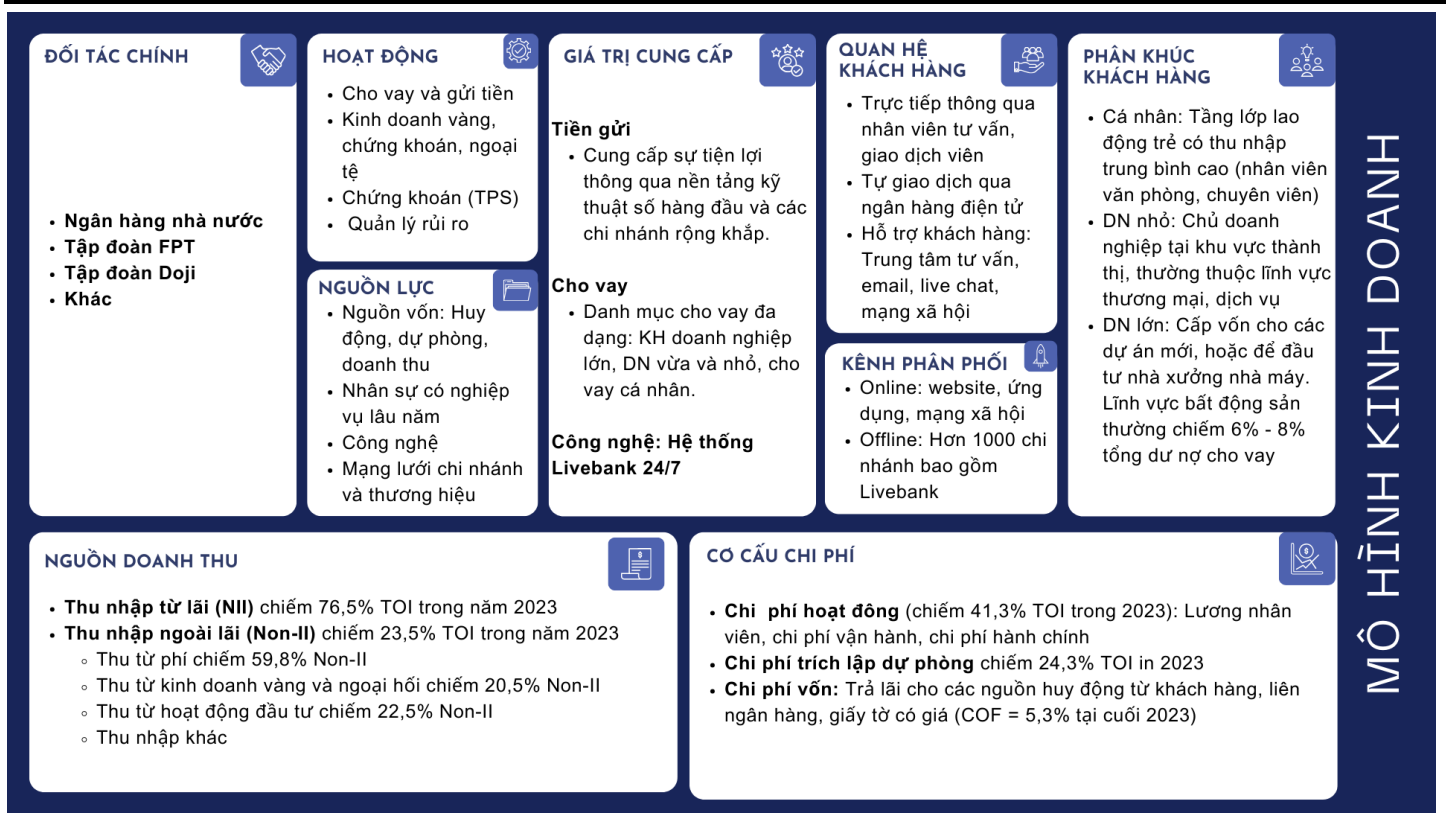 ĐỐI TÁC CHÍNH
• Ngân hàng nhà nước
• Tập đoàn FPT
• Tập đoàn Doji
• Khác
HOẠT ĐỘNG
• Cho vay và gửi tiền
• Kinh doanh vàng,
chứng khoán, ngoại
tệ
• Chứng khoán (TPS)
• Quản lý rủi ro
NGUỒN LỰC
• Nguồn vốn: Huy
động, dự phòng,
doanh thu
• Nhân sự có nghiệp
vụ lâu năm
• Công nghệ
• Mạng lưới chi nhánh
và thương hiệu
GIÁ TRỊ CUNG CẤP
Tiền gửi
• Cung cấp sự tiện lợi
thông qua nền tảng kỹ
thuật số hàng đầu và các
chi nhánh rộng khắp.
Cho vay
• Danh mục cho vay đa
dạng: KH doanh nghiệp
lớn, DN vừa và nhỏ, cho
vay cá nhân.
Công nghệ: Hệ thống
Livebank 24/7
QUAN HỆ
KHÁCH HÀNG
• Trực tiếp thông qua
nhân viên tư vấn,
giao dịch viên
• Tự giao dịch qua
ngân hàng điện tử
• Hỗ trợ khách hàng:
Trung tâm tư vấn,
email, live chat,
mạng xã hội
KÊNH PHÂN PHỐI
• Online: website, ứng
dụng, mạng xã hội
• Offline: Hơn 1000 chi
nhánh bao gồm
Livebank
PHÂN KHÚC
KHÁCH HÀNG
• Cá nhân: Tầng lớp lao
động trẻ có thu nhập
trung bình cao (nhân viên
văn phòng, chuyên viên)
• DN nhỏ: Chủ doanh
nghiệp tại khu vực thành
thị, thường thuộc lĩnh vực
thương mại, dịch vụ
• DN lớn: Cấp vốn cho các
dự án mới, hoặc để đầu
tư nhà xưởng nhà máy.
Lĩnh vực bất động sản
thường chiếm 6% - 8%
tổng dư nợ cho vay
MÔ HÌNH KINH DOANH
NGUỒN DOANH THU
• Thu nhập từ lãi (NII) chiếm 76,5% TOI trong năm 2023
• Thu nhập ngoài lãi (Non-II) chiếm 23,5% TOI trong năm 2023
◦ Thu từ phí chiếm 59,8% Non-II
◦ Thu từ kinh doanh vàng và ngoại hối chiếm 20,5% Non-II
◦ Thu từ hoạt động đầu tư chiếm 22,5% Non-II
◦ Thu nhập khác
CƠ CẤU CHI PHÍ
• Chi phí hoạt đông (chiếm 41,3% TOI trong 2023): Lương nhân
viên, chi phí vận hành, chi phí hành chính
• Chi phí trích lập dự phòng chiếm 24,3% TOI in 2023
• Chi phí vốn: Trả lãi cho các nguồn huy động từ khách hàng, liên
ngân hàng, giấy tờ có giá (COF = 5,3% tại cuối 2023)